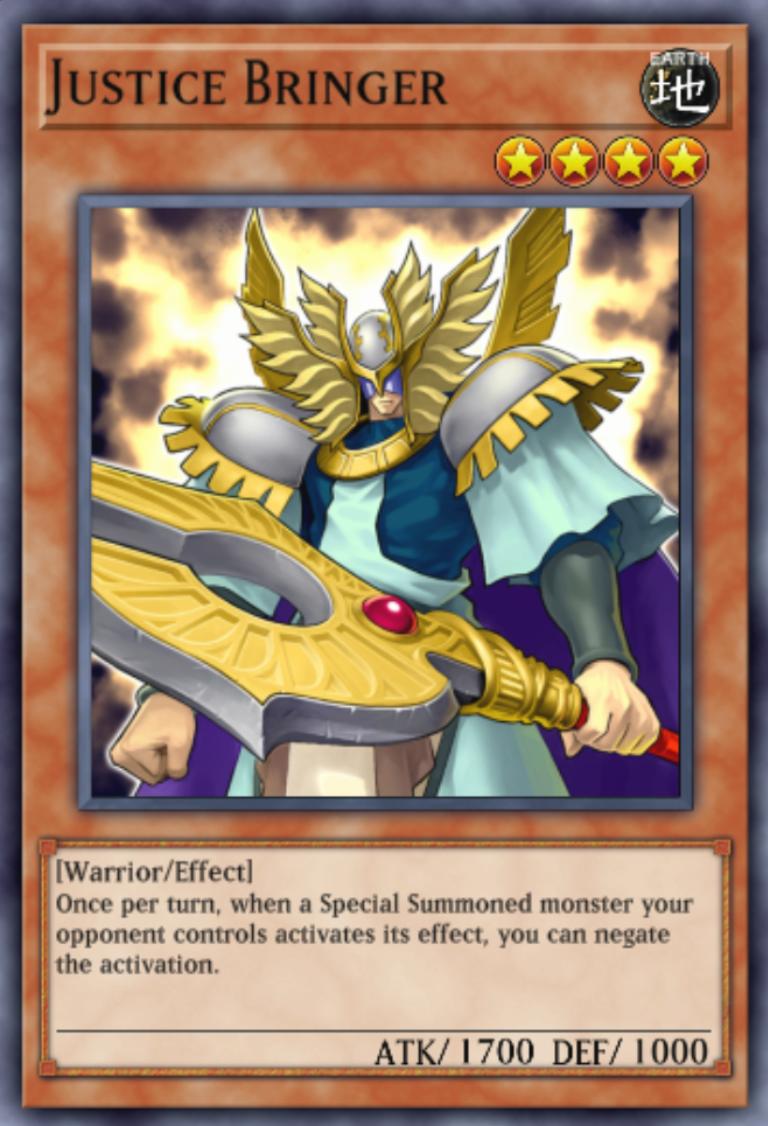 Justice Bringer
EARTH
地
[Warrior/Effect]
Once per turn, when a Special Summoned monster your
opponent controls activates its effect, you can negate
the activation.
ATK/ 1700 DEF/ 1000